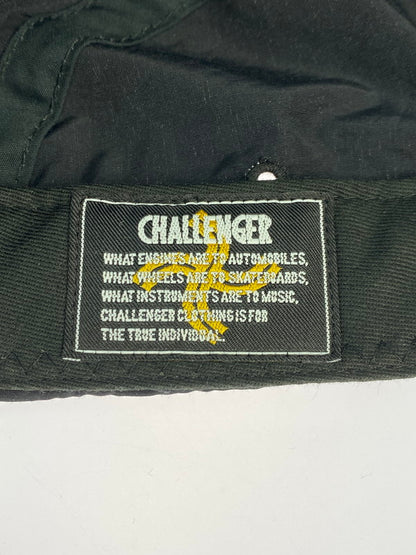 CHALLENGER
WHAT ENGINES ARE TO AUTOMOBILES,
WHAT WHEELS ARE TO SKATEBOARDS,
WHAT INSTRUMENTS ARE TO MUSIC,
CHALLENGER CLOTHING IS FOR
THE TRUE INDIVIDUAL.